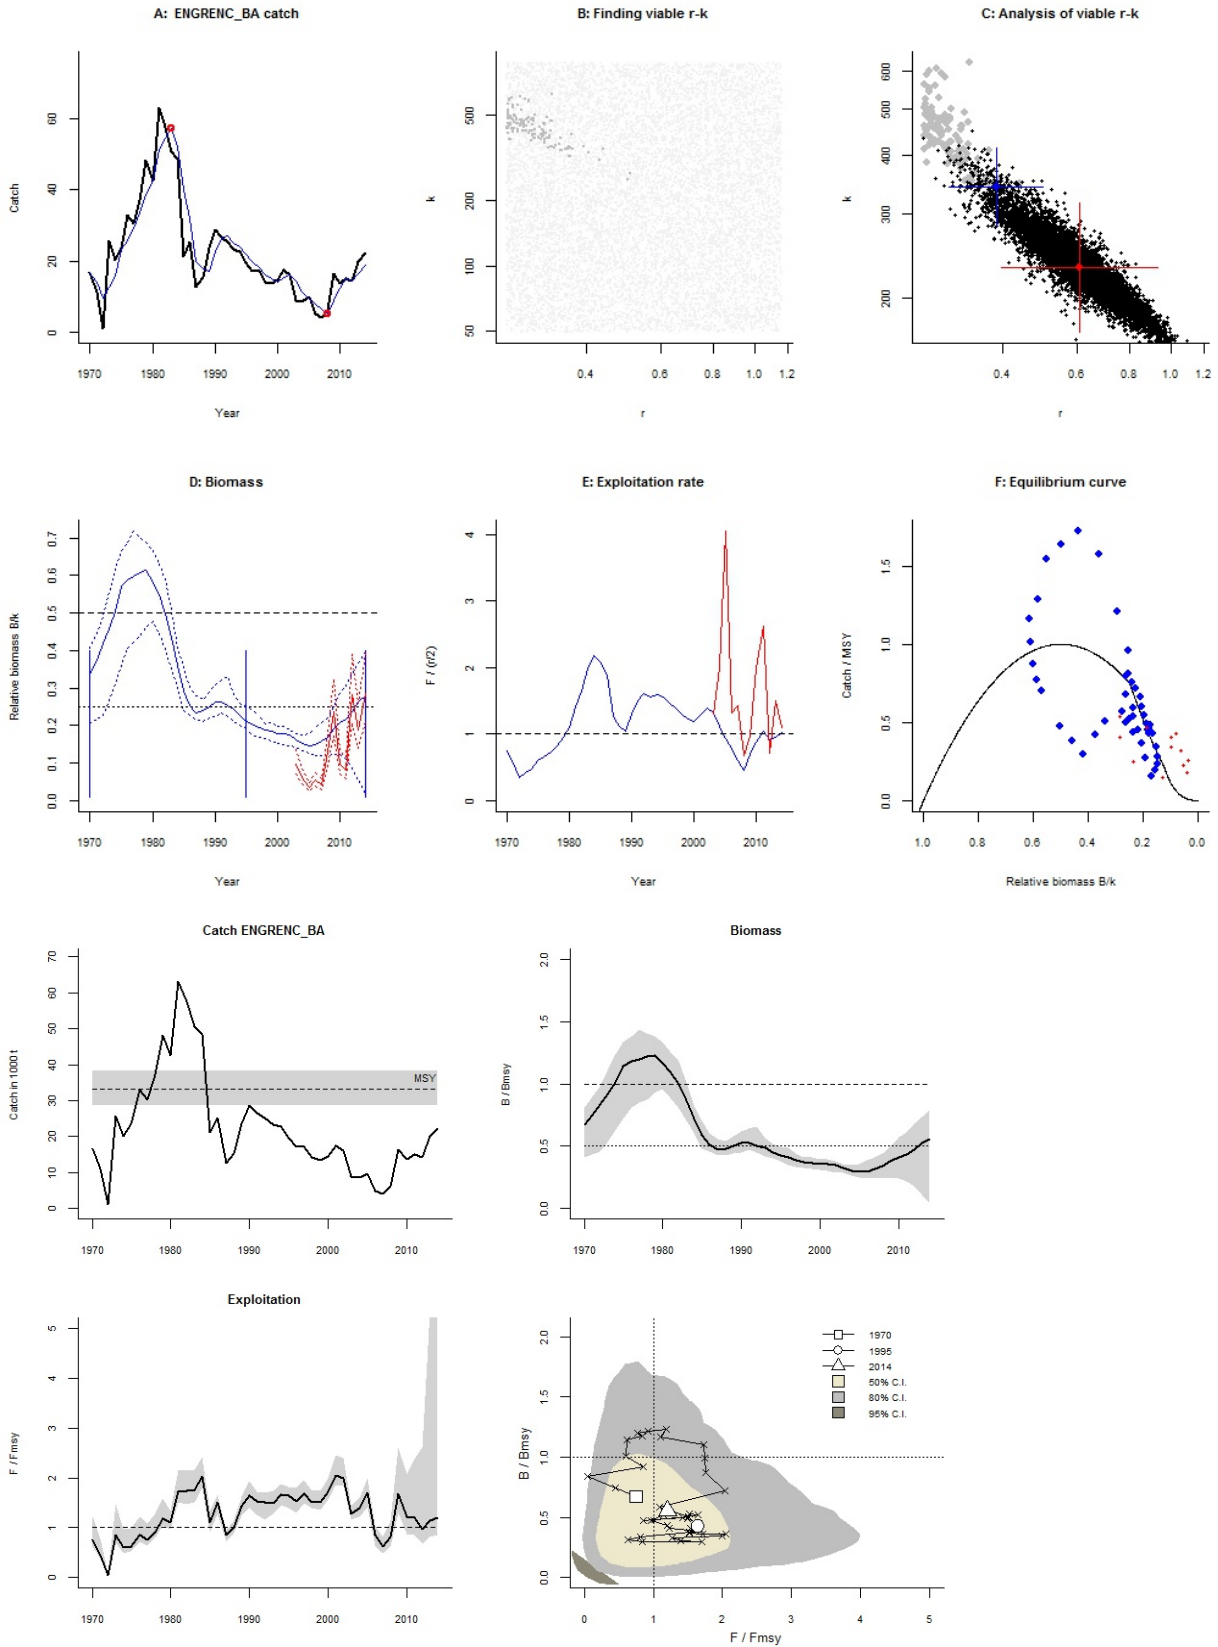 A: ENGRENC_BA catch
B: Finding viable r-k
C: Analysis of viable r-k
Catch
0 20 40 60
1970 1980 1990 2000 2010
Year
k
50 100 200 500
0.4 0.6 0.8 1.0 1.2
r
k
200 300 400 500 600
0.4 0.6 0.8 1.0 1.2
r
D: Biomass
E: Exploitation rate
F: Equilibrium curve
Relative biomass B/k
0.0 0.1 0.2 0.3 0.4 0.5 0.6 0.7
1970 1980 1990 2000 2010
Year
F / (r/2)
0 1 2 3 4
1970 1980 1990 2000 2010
Year
Catch / MSY
0.0 0.5 1.0 1.5
1.0 0.8 0.6 0.4 0.2 0.0
Relative biomass B/k
Catch ENGRENC_BA
Biomass
Catch in 1000 t
0 10 20 30 40 50 60 70
MSY
1970 1980 1990 2000 2010
B / Bmsy
0.0 0.5 1.0 1.5 2.0
1970 1980 1990 2000 2010
Exploitation
F / Fmsy
0 1 2 3 4 5
1970 1980 1990 2000 2010
B / Bmsy
0.0 0.5 1.0 1.5 2.0
1970
1995
2014
50% C.I.
80% C.I.
95% C.I.
0 1 2 3 4 5
F / Fmsy